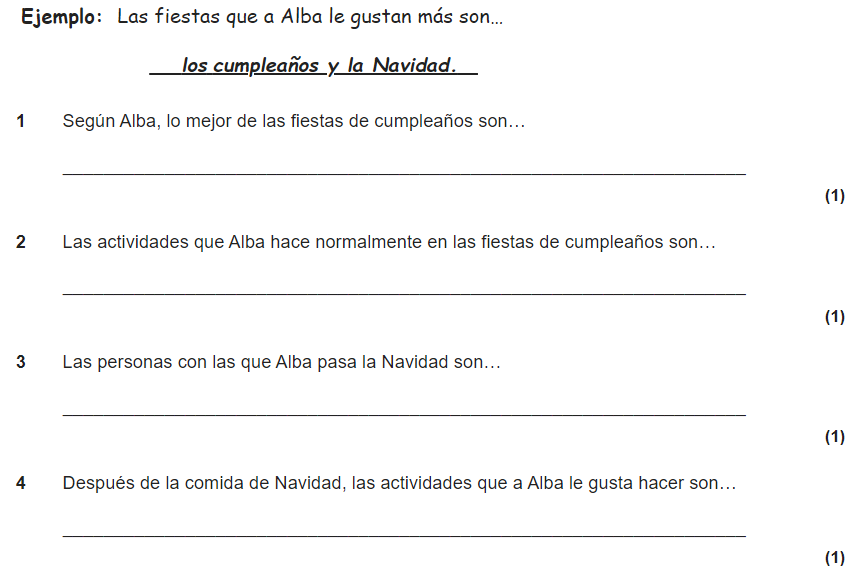 Ejemplo: Las fiestas que a Alba le gustan más son...
los cumpleaños y la Navidad.
1 Según Alba, lo mejor de las fiestas de cumpleaños son…
(1)
2 Las actividades que Alba hace normalmente en las fiestas de cumpleaños son…
(1)
3 Las personas con las que Alba pasa la Navidad son…
(1)
4 Después de la comida de Navidad, las actividades que a Alba le gusta hacer son…
(1)